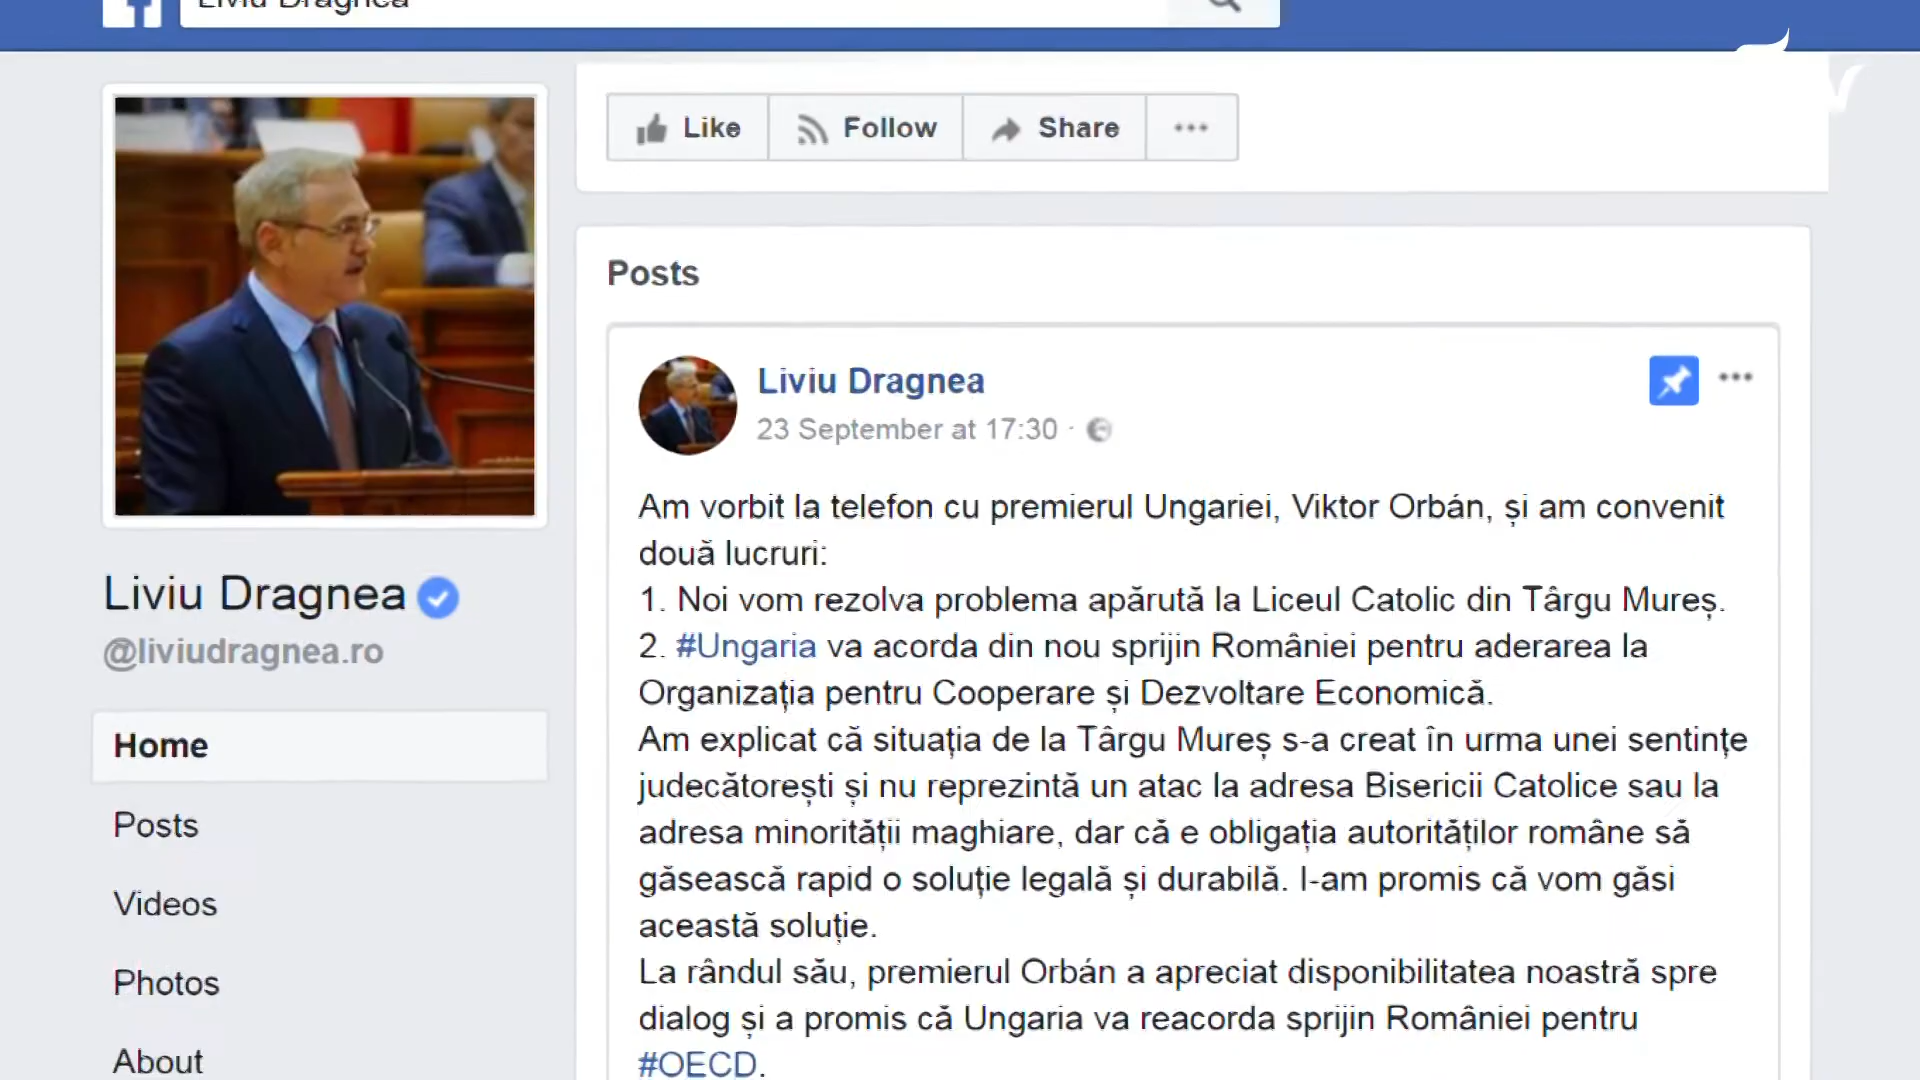 Liviu Dragnea
Like
Follow
Share
Posts
Liviu Dragnea
23 September at 17:30
Am vorbit la telefon cu premierul Ungariei, Viktor Orbán, și am convenit
două lucruri:
1. Noi vom rezolva problema apărută la Liceul Catolic din Târgu Mureș.
2. #Ungaria va acorda din nou sprijin României pentru aderarea la
Organizația pentru Cooperare și Dezvoltare Economică.
Am explicat că situația de la Târgu Mureș s-a creat în urma unei sentințe
judecătorești și nu reprezintă un atac la adresa Bisericii Catolice sau la
adresa minorității maghiare, dar că e obligația autorităților române să
găsească rapid o soluție legală și durabilă. I-am promis că vom găsi
această soluție.
La rândul său, premierul Orbán a apreciat disponibilitatea noastră spre
dialog și a promis că Ungaria va reacorda sprijin României pentru
#OECD.
Liviu Dragnea
@liviudragnea.ro
Home
Posts
Videos
Photos
About